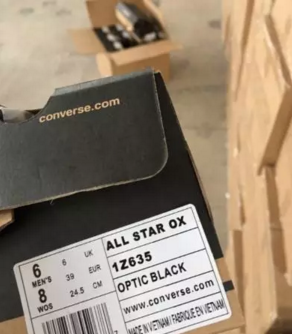 converse.com
6 MEN'S
8 WOS
6 UK
39 EUR
24.5 CM
ALL STAR OX
1Z635
OPTIC BLACK
www.converse.com
MADE IN VIETNAM / FABRIQUE EN VIETNAM